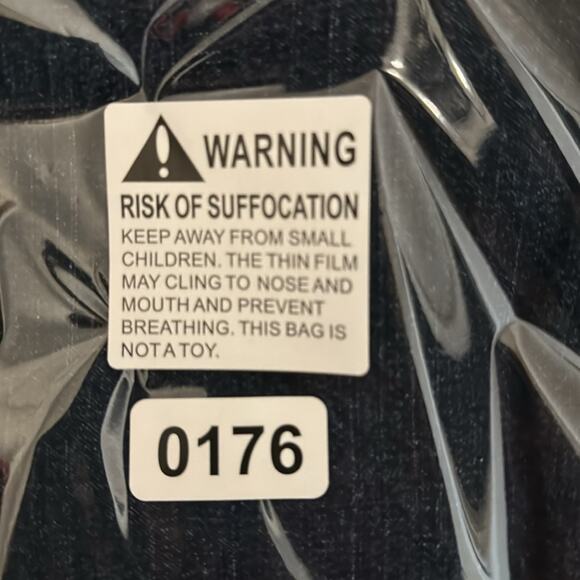 WARNING
RISK OF SUFFOCATION
KEEP AWAY FROM SMALL
CHILDREN. THE THIN FILM
MAY CLING TO NOSE AND
MOUTH AND PREVENT
BREATHING. THIS BAG IS
NOT A TOY.
0176